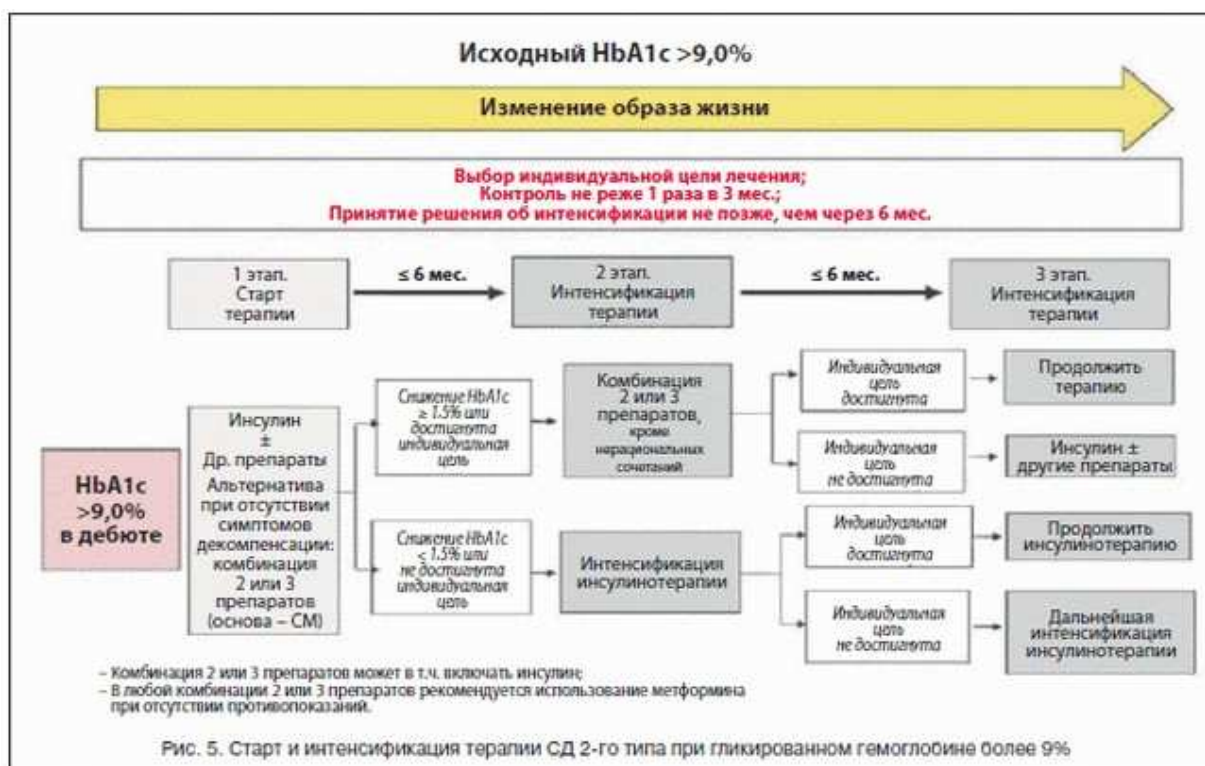 Исходный HbA1c >9,0%
Изменение образа жизни
Выбор индивидуальной цели лечения;
Контроль не реже 1 раза в 3 мес.;
Принятие решения об интенсификации не позже, чем через 6 мес.
1 этап.
Старт
терапии
≤ 6 мес.
2 этап.
Интенсификация
терапии
≤ 6 мес.
3 этап.
Интенсификация
терапии
HbA1c
>9,0%
в дебюте
Инсулин
±
Др. препараты
Альтернатива
при отсутствии
симптомов
декомпенсации:
комбинация
2 или 3
препаратов
(основа – СМ)
Снижение HbA1c
≥ 1.5% или
достигнута
индивидуальная
цель
Комбинация
2 или 3
препаратов,
кроме
нерациональных
сочетаний
Индивидуальная
цель
достигнута
Продолжить
терапию
Индивидуальная
цель
не достигнута
Инсулин ±
другие препараты
Снижение HbA1c
< 1.5% или
не достигнута
индивидуальная
цель
Интенсификация
инсулинотерапии
Индивидуальная
цель
достигнута
Продолжить
инсулинотерапию
Индивидуальная
цель
не достигнута
Дальнейшая
интенсификация
инсулинотерапии
– Комбинация 2 или 3 препаратов может в т.ч. включать инсулин;
– В любой комбинации 2 или 3 препаратов рекомендуется использование метформина
при отсутствии противопоказаний.
Рис. 5. Старт и интенсификация терапии СД 2-го типа при гликированном гемоглобине более 9%